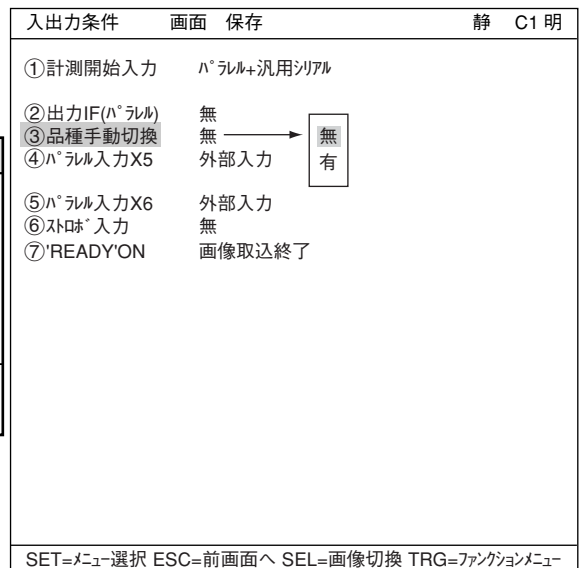 入出力条件 画面 保存 静 C1 明
①計測開始入力 ﾊﾟﾗﾚﾙ+汎用ｼﾘｱﾙ
②出力IF(ﾊﾟﾗﾚﾙ) 無
③品種手動切換 無 無
④ﾊﾟﾗﾚﾙ入力X5 外部入力 有
⑤ﾊﾟﾗﾚﾙ入力X6 外部入力
⑥ｽﾄﾛﾎﾞ入力 無
⑦'READY'ON 画像取込終了
SET=ﾒﾆｭｰ選択 ESC=前画面へ SEL=画像切換 TRG=ﾌｧﾝｸｼｮﾝﾒﾆｭｰ